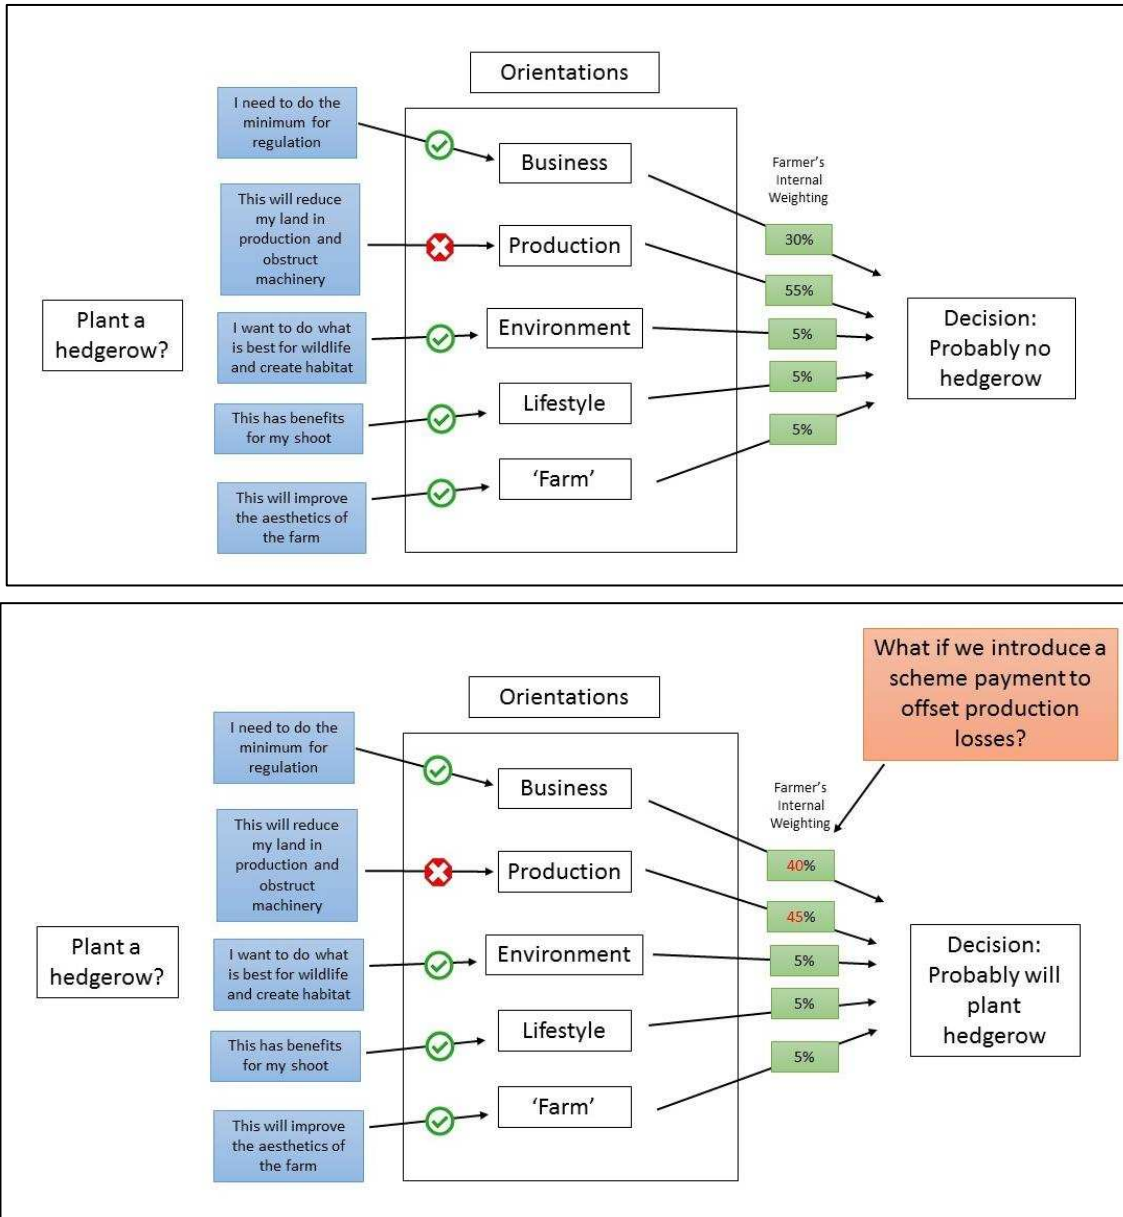 Orientations
I need to do the
minimum for
regulation
Business
Farmer's
Internal
Weighting
This will reduce
my land in
production and
obstruct
machinery
Production
30%
55%
Plant a
hedgerow?
I want to do what
is best for wildlife
and create habitat
Environment
5%
Decision:
Probably no
hedgerow
This has benefits
for my shoot
Lifestyle
5%
This will improve
the aesthetics of
the farm
‘Farm’
5%
What if we introduce a
scheme payment to
offset production
losses?
Orientations
I need to do the
minimum for
regulation
Business
Farmer's
Internal
Weighting
This will reduce
my land in
production and
obstruct
machinery
Production
40%
45%
Plant a
hedgerow?
I want to do what
is best for wildlife
and create habitat
Environment
5%
Decision:
Probably will
plant
hedgerow
This has benefits
for my shoot
Lifestyle
5%
This will improve
the aesthetics of
the farm
‘Farm’
5%